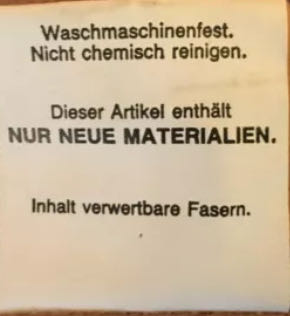 Waschmaschinenfest.
Nicht chemisch reinigen.
Dieser Artikel enthält
NUR NEUE MATERIALIEN.
Inhalt verwertbare Fasern.